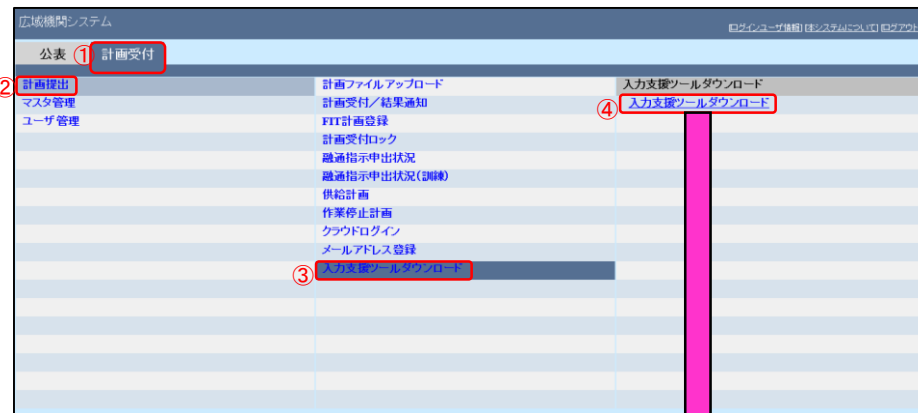 広域機関システム
[ログインユーザ情報] [本システムについて] [ログアウト
公表 ① 計画受付
② 計画提出 計画ファイルアップロード 入力支援ツールダウンロード
マスタ管理 計画受付／結果通知 ④ 入力支援ツールダウンロード
ユーザ管理 FIT計画登録
計画受付ロック
融通指示申出状況
融通指示申出状況(訓練)
供給計画
作業停止計画
クラウドログイン
メールアドレス登録
③ 入力支援ツールダウンロード